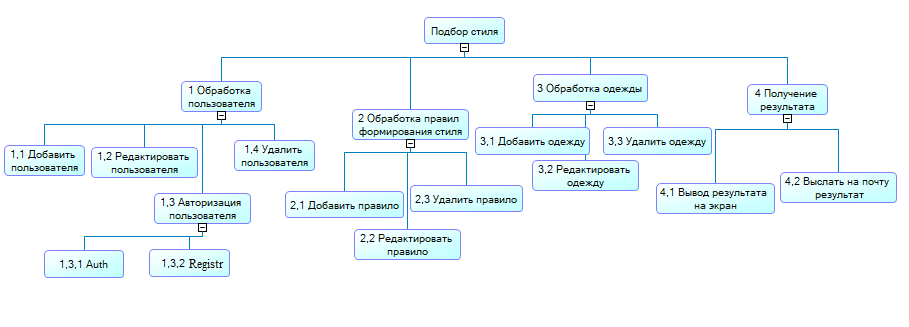 Подбор стиля
1 Обработка
пользователя
2 Обработка правил
формирования стиля
3 Обработка одежды
4 Получение
результата
1,1 Добавить
пользователя
1,2 Редактировать
пользователя
1,4 Удалить
пользователя
3,1 Добавить одежду
3,3 Удалить одежду
3,2 Редактировать
одежду
4,1 Вывод результата
на экран
4,2 Выслать на почту
результат
1,3 Авторизация
пользователя
2,1 Добавить правило
2,3 Удалить правило
2,2 Редактировать
правило
1,3,1 Auth
1,3,2 Registr